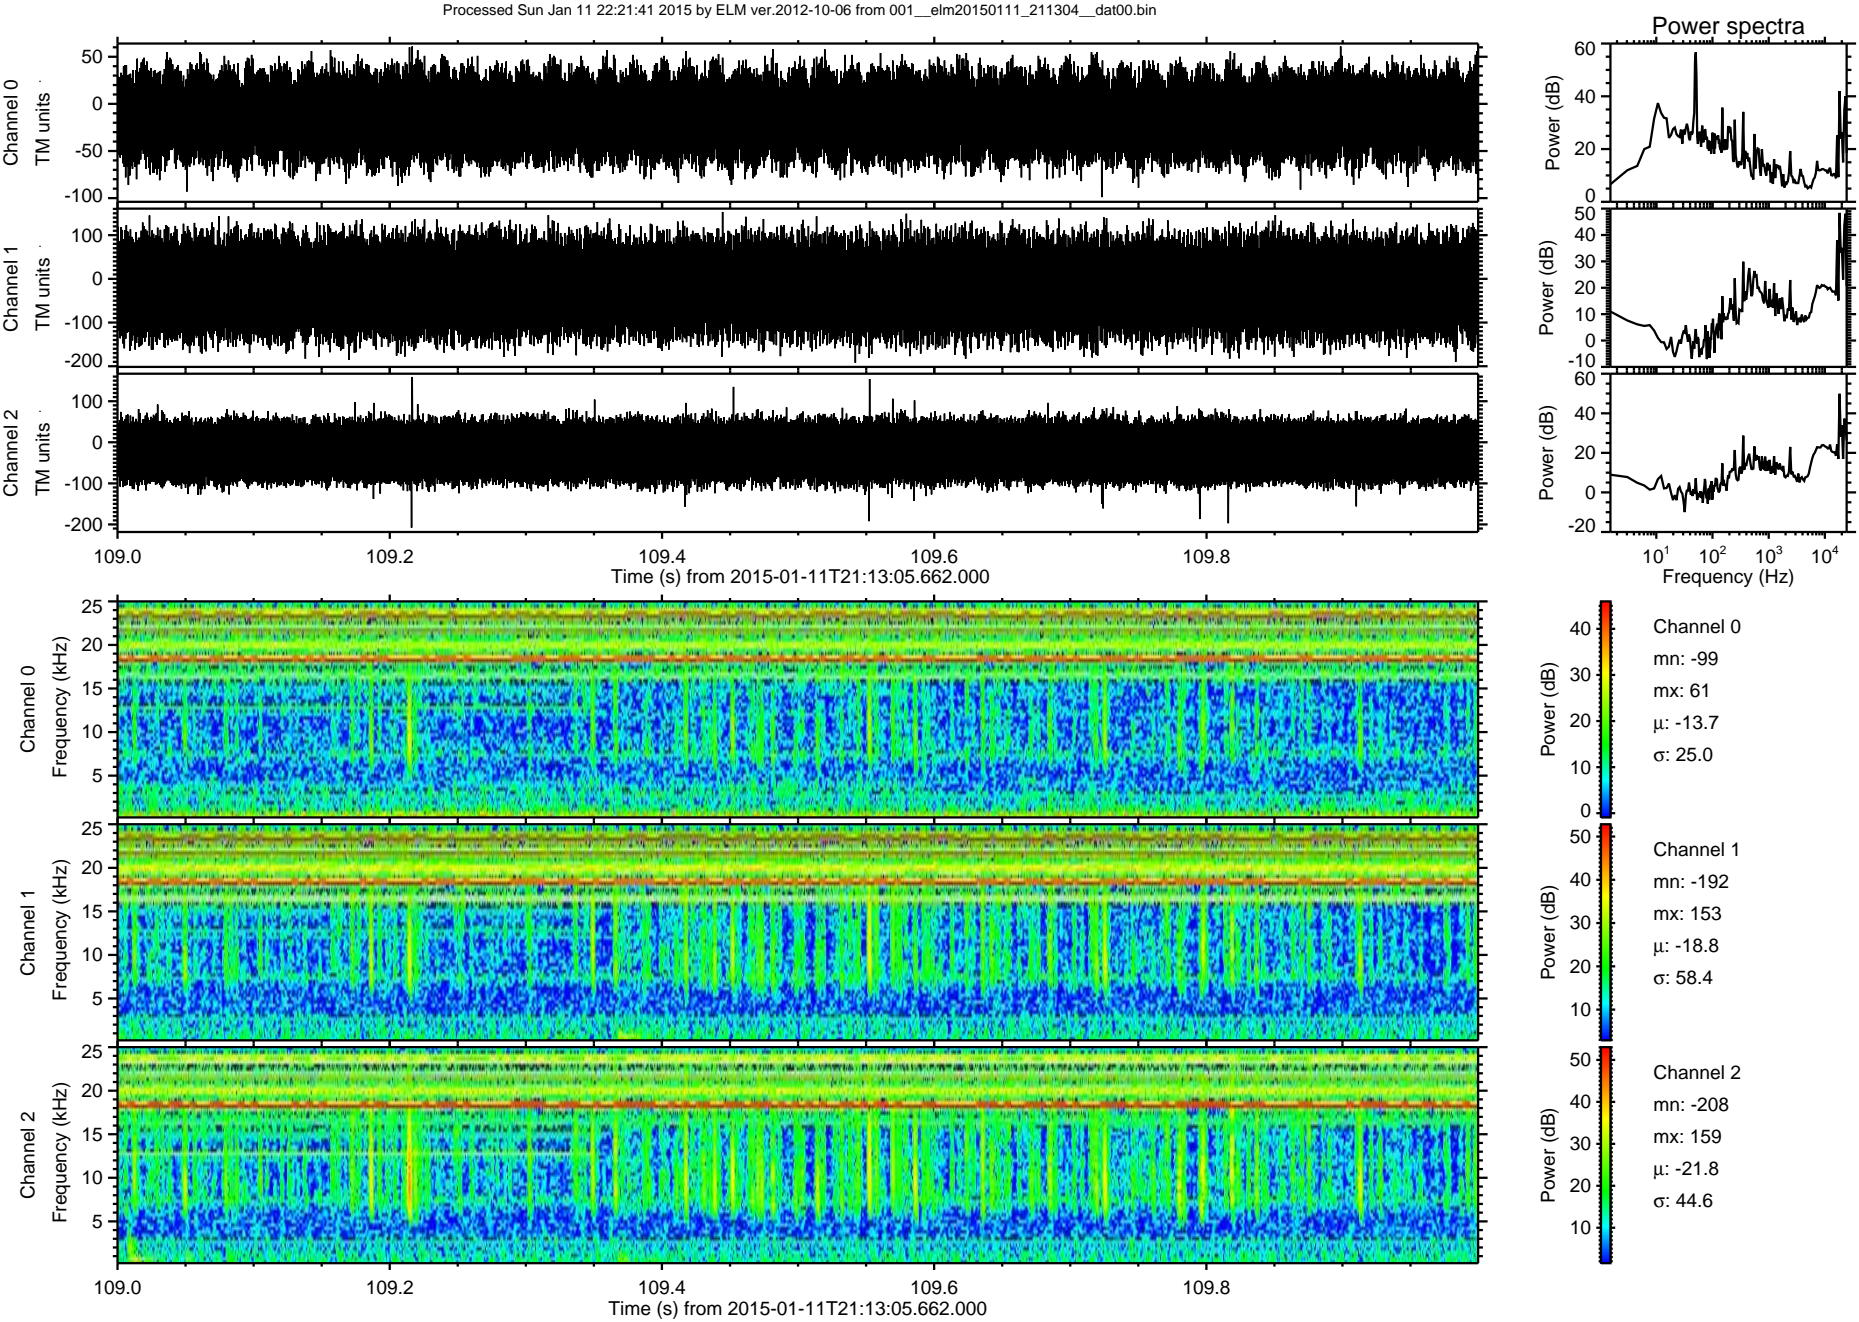 Processed Sun Jan 11 22:21:41 2015 by ELM ver.2012-10-06 from 001__elm20150111_211304__dat00.bin
Power spectra
Channel 0
TM units
50
0
-50
-100
Power (dB)
60
40
20
0
Channel 1
TM units
100
0
-100
-200
Power (dB)
50
40
30
20
10
0
-10
Channel 2
TM units
100
0
-100
-200
Power (dB)
60
40
20
0
-20
109.0 109.2 109.4 109.6 109.8
Time (s) from 2015-01-11T21:13:05.662.000
10¹ 10² 10³ 10⁴
Frequency (Hz)
Channel 0
Frequency (kHz)
25
20
15
10
5
Power (dB)
40
30
20
10
0
Channel 0
mn: -99
mx: 61
µ: -13.7
σ: 25.0
Channel 1
Frequency (kHz)
25
20
15
10
5
Power (dB)
50
40
30
20
10
Channel 1
mn: -192
mx: 153
µ: -18.8
σ: 58.4
Channel 2
Frequency (kHz)
25
20
15
10
5
Power (dB)
50
40
30
20
10
Channel 2
mn: -208
mx: 159
µ: -21.8
σ: 44.6
109.0 109.2 109.4 109.6 109.8
Time (s) from 2015-01-11T21:13:05.662.000